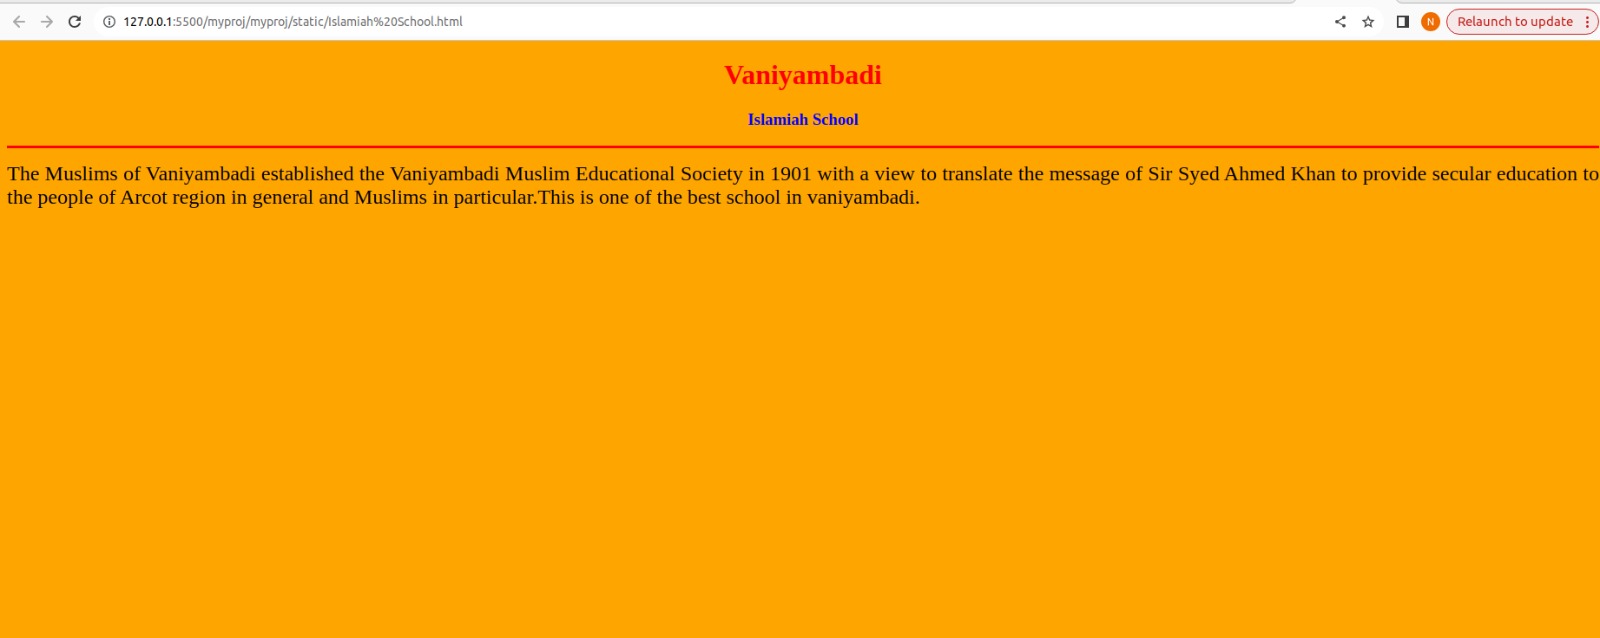 127.0.0.1:5500/myproj/myproj/static/Islamiah%20School.html
N
Relaunch to update
Vaniyambadi
Islamiah School
The Muslims of Vaniyambadi established the Vaniyambadi Muslim Educational Society in 1901 with a view to translate the message of Sir Syed Ahmed Khan to provide secular education to
the people of Arcot region in general and Muslims in particular.This is one of the best school in vaniyambadi.